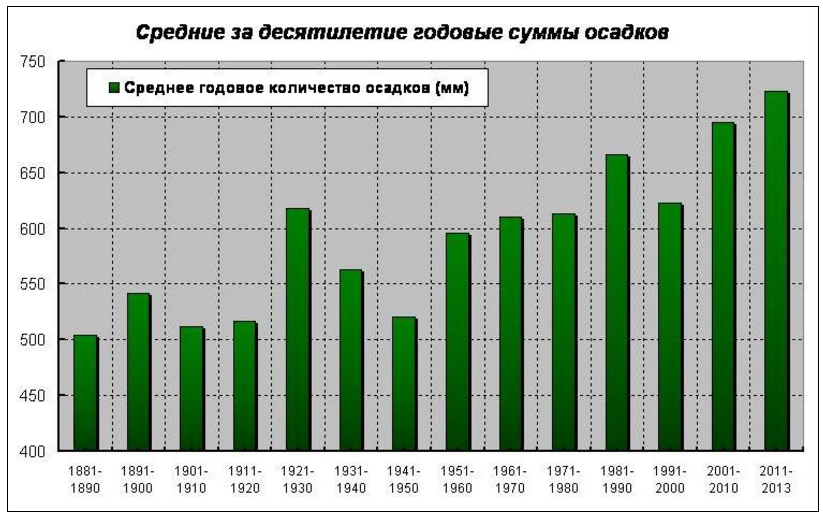 Средние за десятилетие годовые суммы осадков
Среднее годовое количество осадков (мм)
750
700
650
600
550
500
450
400
1881- 1891- 1901- 1911- 1921- 1931- 1941- 1951- 1961- 1971- 1981- 1991- 2001- 2011-
1890 1900 1910 1920 1930 1940 1950 1960 1970 1980 1990 2000 2010 2013